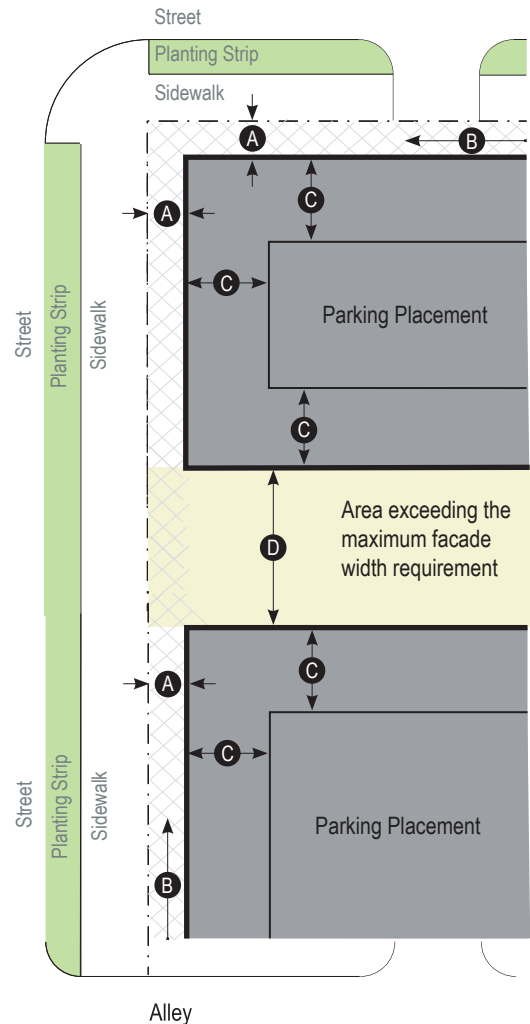 Street
Planting Strip
Sidewalk
A
B
A
C
C
Parking Placement
Street
Planting Strip
Sidewalk
C
Area exceeding the
maximum facade
width requirement
D
C
A
C
Street
Planting Strip
Sidewalk
Parking Placement
B
Alley